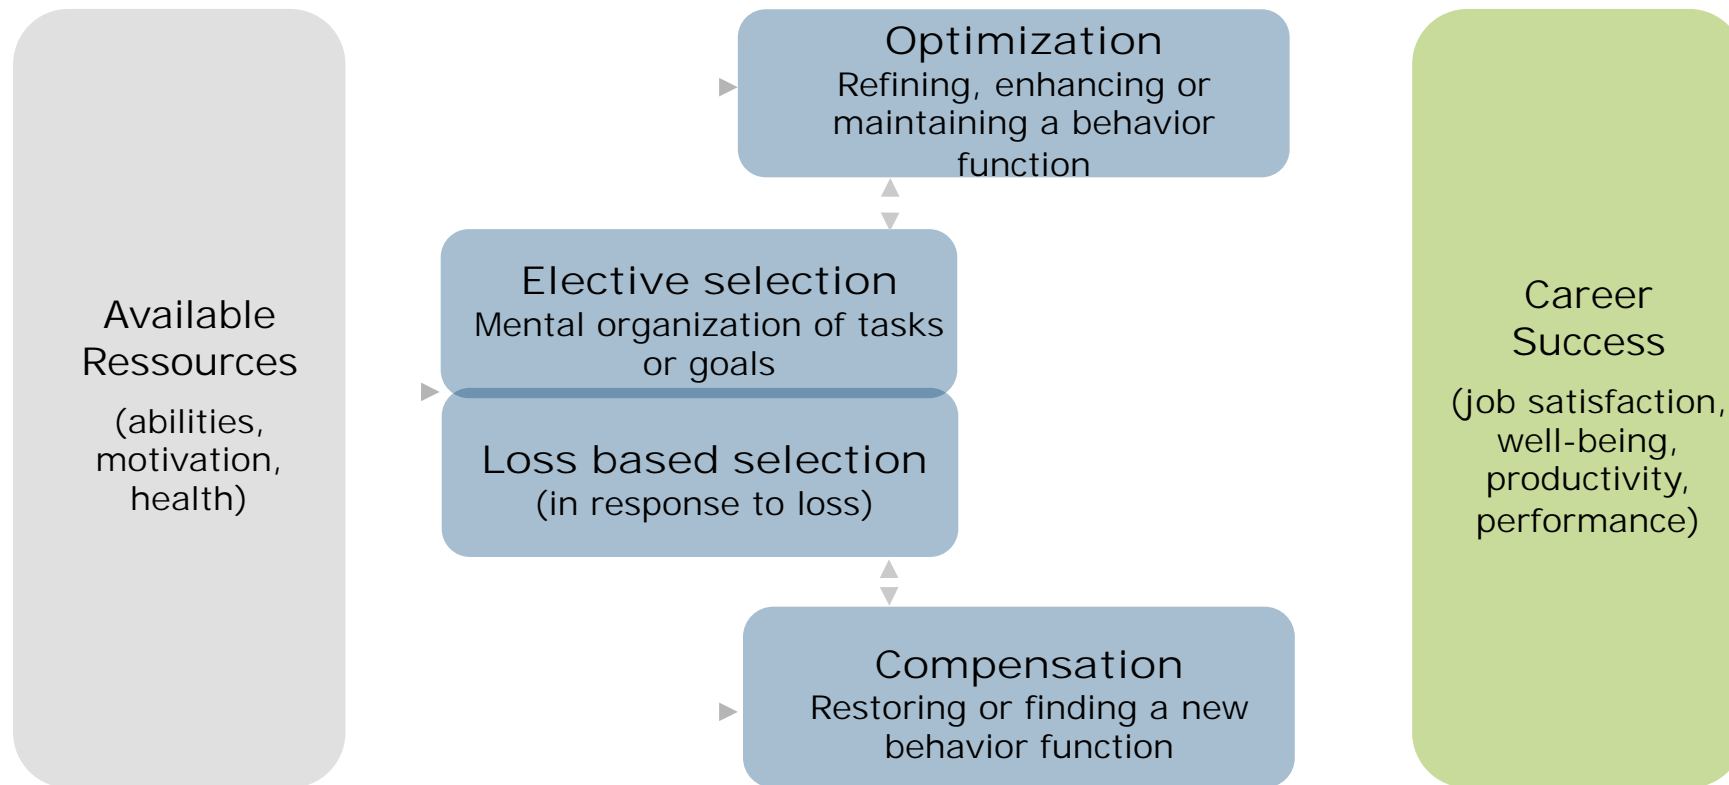 Available
Ressources
(abilities,
motivation,
health)
Optimization
Refining, enhancing or
maintaining a behavior
function
Elective selection
Mental organization of tasks
or goals
Loss based selection
(in response to loss)
Compensation
Restoring or finding a new
behavior function
Career
Success
(job satisfaction,
well-being,
productivity,
performance)